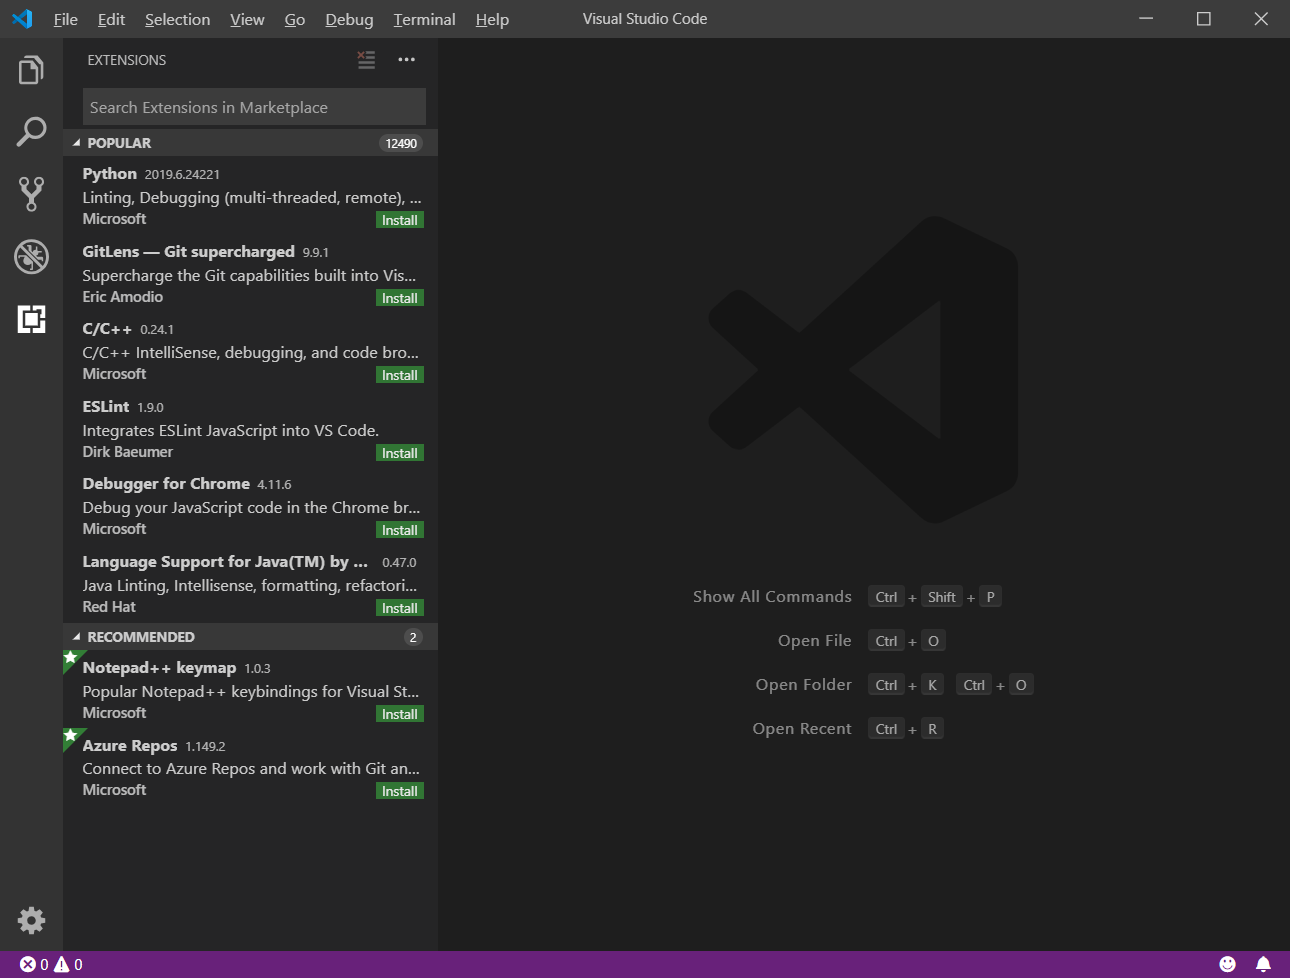 File Edit Selection View Go Debug Terminal Help Visual Studio Code
EXTENSIONS
Search Extensions in Marketplace
POPULAR 12490
Python 2019.6.24221
Linting, Debugging (multi-threaded, remote), ...
Microsoft Install
GitLens — Git supercharged 9.9.1
Supercharge the Git capabilities built into Vis...
Eric Amodio Install
C/C++ 0.24.1
C/C++ IntelliSense, debugging, and code bro...
Microsoft Install
ESLint 1.9.0
Integrates ESLint JavaScript into VS Code.
Dirk Baeumer Install
Debugger for Chrome 4.11.6
Debug your JavaScript code in the Chrome br...
Microsoft Install
Language Support for Java(TM) by ... 0.47.0
Java Linting, Intellisense, formatting, refactori...
Red Hat Install
RECOMMENDED 2
Notepad++ keymap 1.0.3
Popular Notepad++ keybindings for Visual St...
Microsoft Install
Azure Repos 1.149.2
Connect to Azure Repos and work with Git an...
Microsoft Install
Show All Commands Ctrl + Shift + P
Open File Ctrl + O
Open Folder Ctrl + K Ctrl + O
Open Recent Ctrl + R
0 0